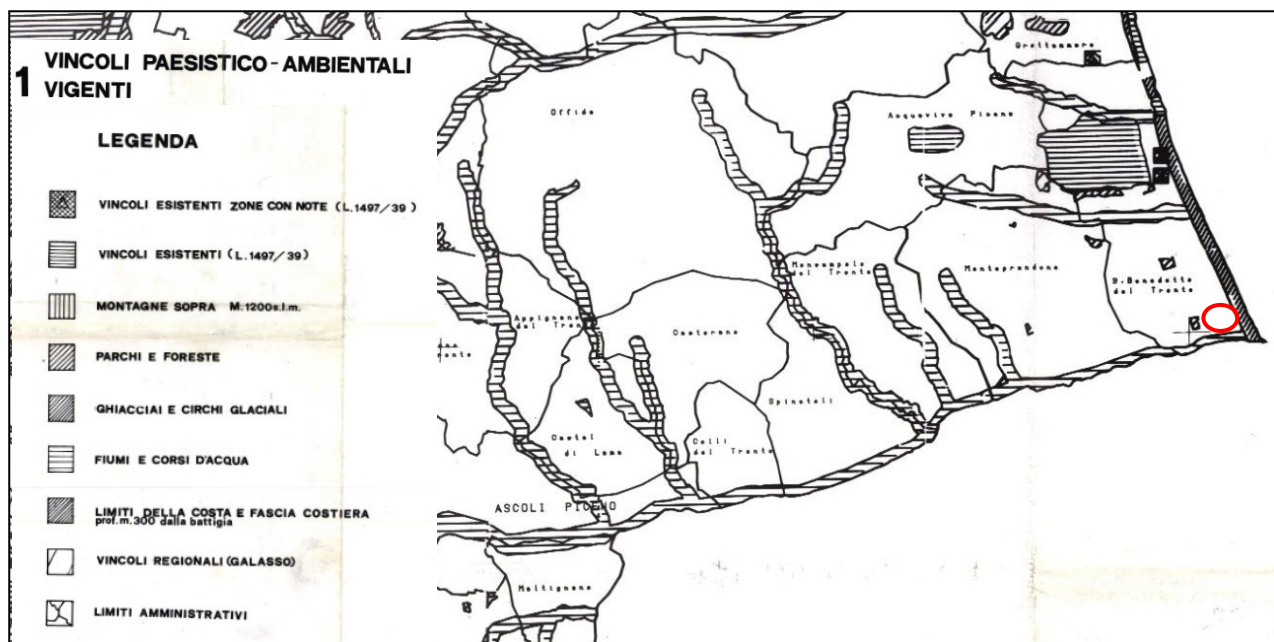 1 VINCOLI PAESISTICO-AMBIENTALI
VIGENTI
LEGENDA
VINCOLI ESISTENTI ZONE CON NOTE (L.1497/39)
VINCOLI ESISTENTI (L.1497/39)
MONTAGNE SOPRA M.1200s.l.m.
PARCHI E FORESTE
GHIACCIAI E CIRCHI GLACIALI
FIUMI E CORSI D'ACQUA
LIMITI DELLA COSTA E FASCIA COSTIERA
prof.m.300 dalla battigia
VINCOLI REGIONALI (GALASSO)
LIMITI AMMINISTRATIVI
Grottammare
Offida
Acquaviva Picena
Monsampolo
del Tronto
Monteprandone
S.Benedetto
del Tronto
Appignano
del Tronto
Castorano
Spinetoli
Castel
di Lama
Colli
del Tronto
ASCOLI PICENO
Maltignano